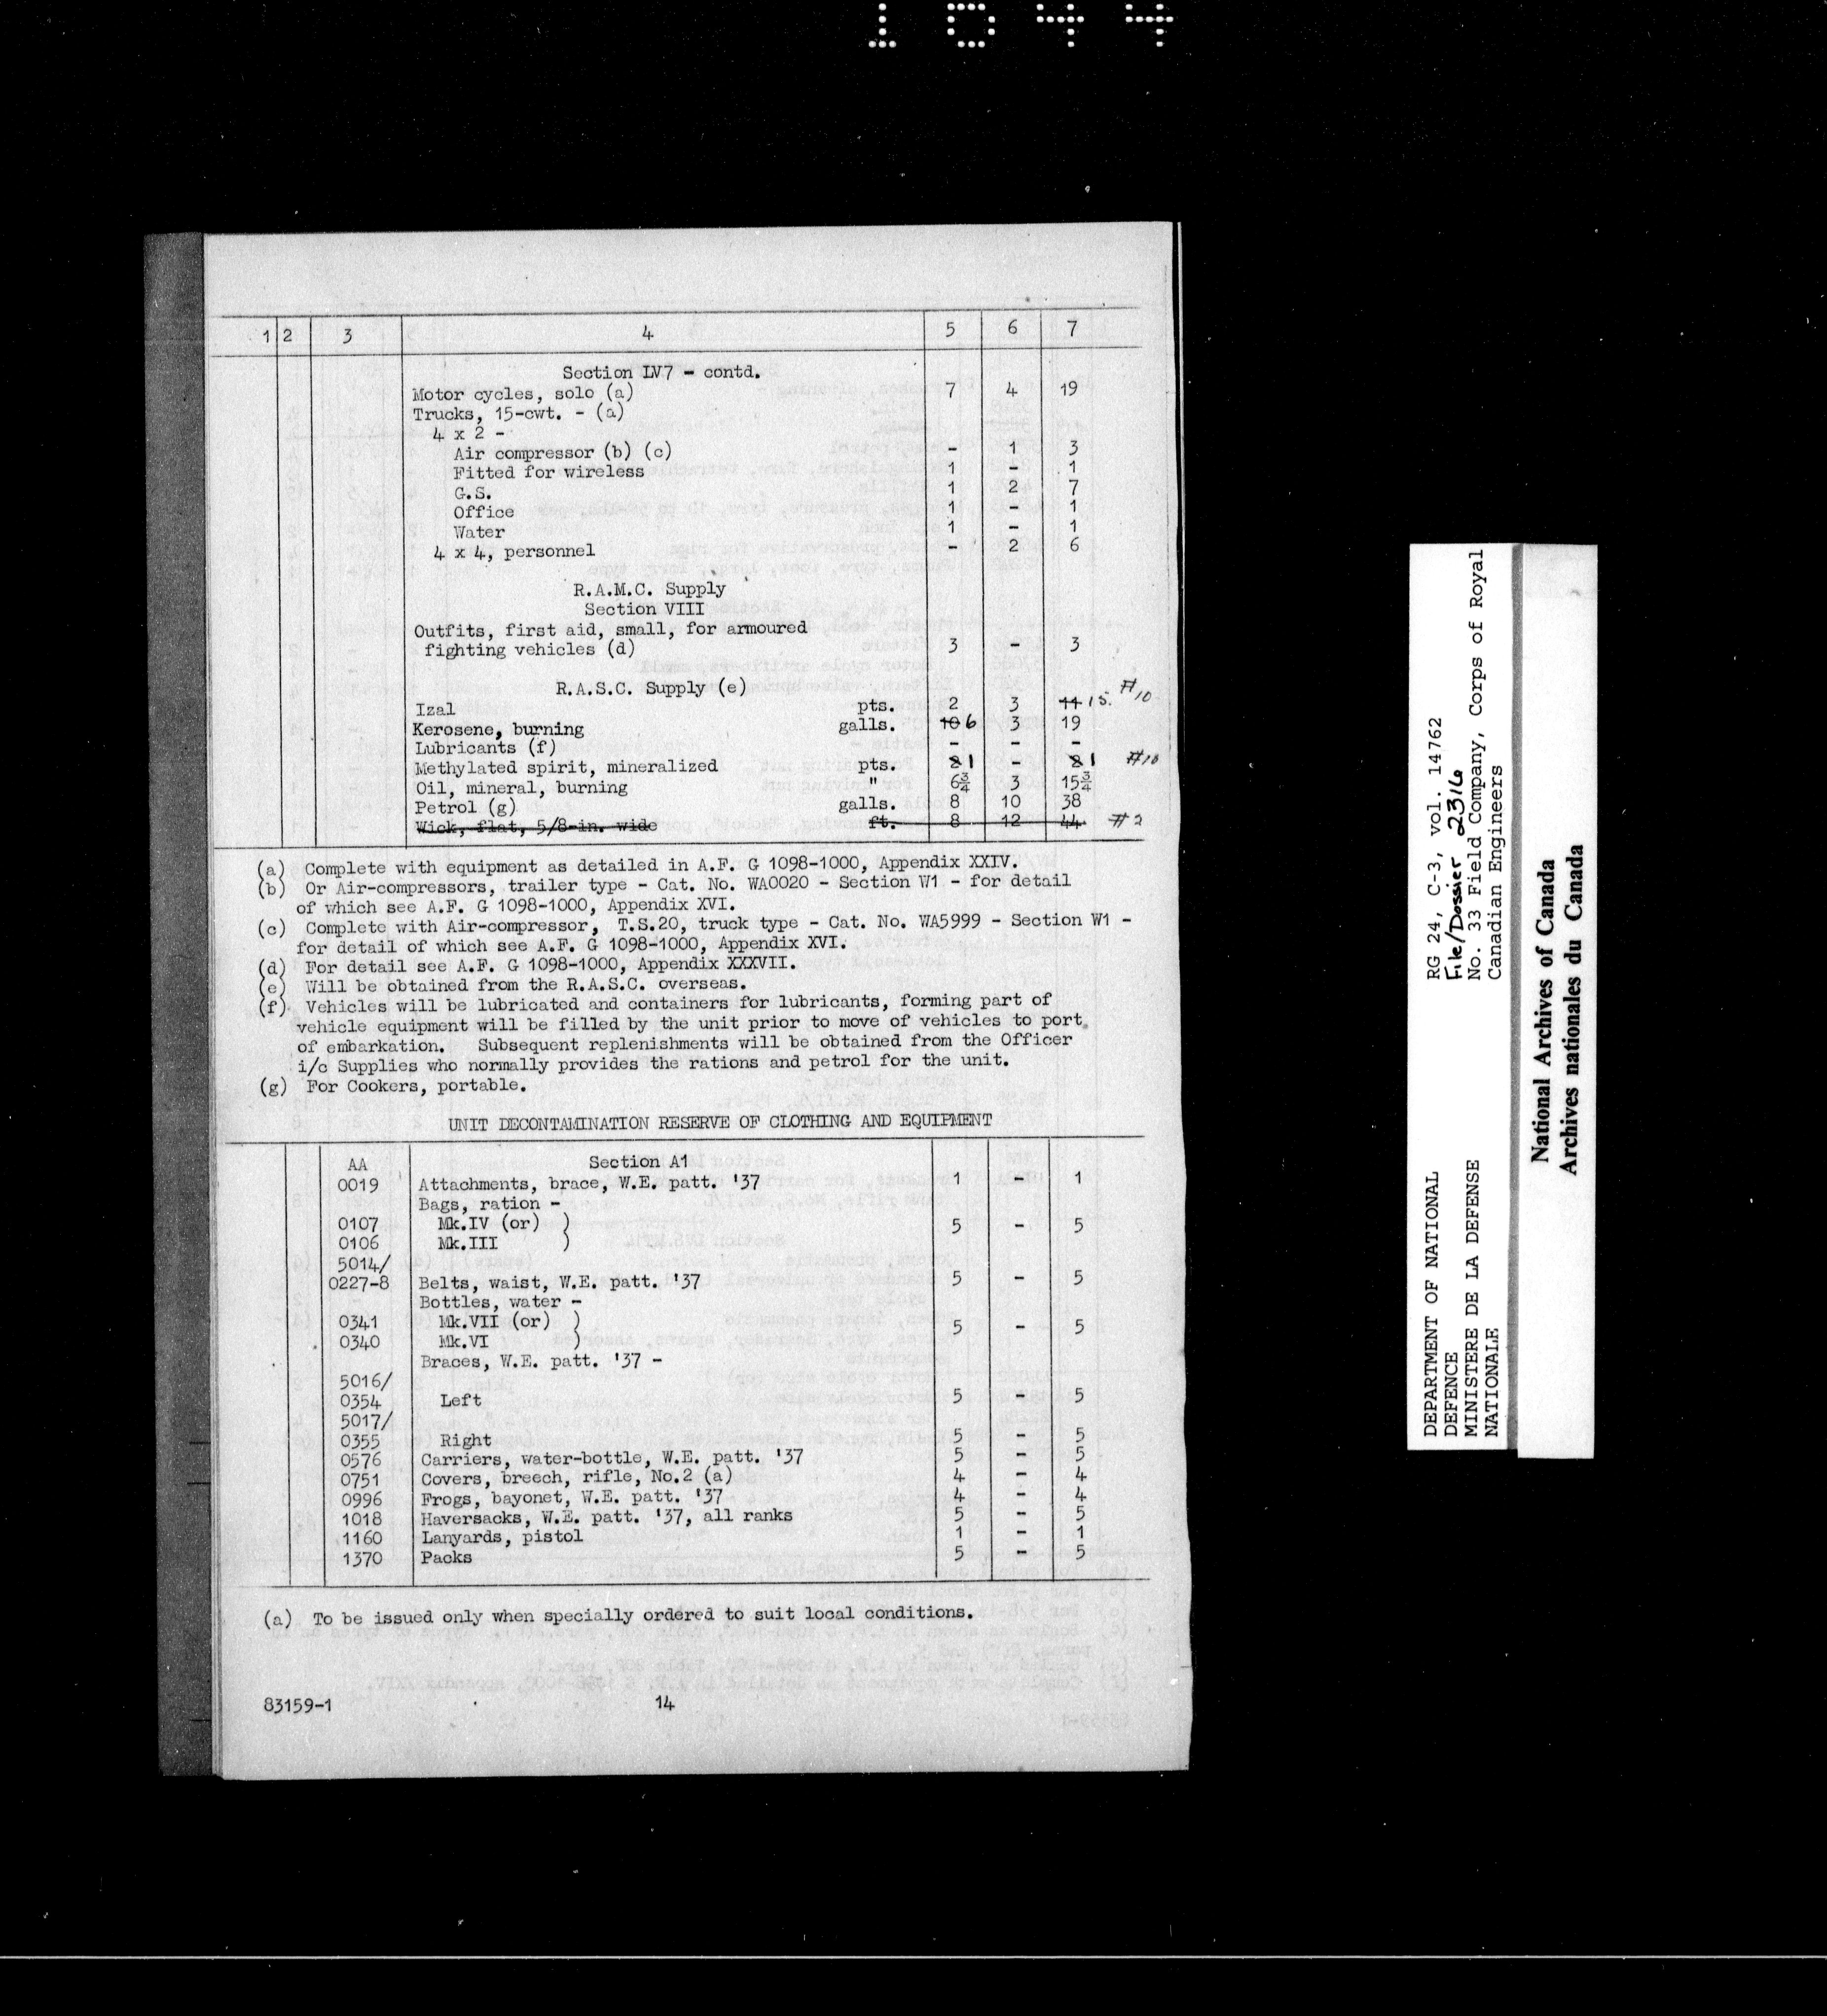 1044
1 2 3 4 5 6 7
Section LV7 - contd.
Motor cycles, solo (a) 7 4 19
Trucks, 15-cwt. - (a)
4 x 2 -
Air compressor (b) (c) - 1 3
Fitted for wireless 1 - 1
G.S. 1 2 7
Office 1 - 1
Water 1 - 1
4 x 4, personnel - 2 6
R.A.M.C. Supply
Section VIII
Outfits, first aid, small, for armoured
fighting vehicles (d) 3 - 3
R.A.S.C. Supply (e)
Izal pts. 2 3 11 15. #10
Kerosene, burning galls. 10 6 3 19
Lubricants (f) - - -
Methylated spirit, mineralized pts. 2 1 - 2 1 #10
Oil, mineral, burning " 6¾ 3 15¾
Petrol (g) galls. 8 10 38
Wick, flat, 5/8-in. wide ft. 8 12 44 #2
(a) Complete with equipment as detailed in A.F. G 1098-1000, Appendix XXIV.
(b) Or Air-compressors, trailer type - Cat. No. WA0020 - Section W1 - for detail
of which see A.F. G 1098-1000, Appendix XVI.
(c) Complete with Air-compressor, T.S.20, truck type - Cat. No. WA5999 - Section W1 -
for detail of which see A.F. G 1098-1000, Appendix XVI.
(d) For detail see A.F. G 1098-1000, Appendix XXXVII.
(e) Will be obtained from the R.A.S.C. overseas.
(f) Vehicles will be lubricated and containers for lubricants, forming part of
vehicle equipment will be filled by the unit prior to move of vehicles to port
of embarkation. Subsequent replenishments will be obtained from the Officer
i/c Supplies who normally provides the rations and petrol for the unit.
(g) For Cookers, portable.
UNIT DECONTAMINATION RESERVE OF CLOTHING AND EQUIPMENT
AA Section A1
0019 Attachments, brace, W.E. patt. '37 1 - 1
Bags, ration -
0107 Mk.IV (or) ) 5 - 5
0106 Mk.III )
5014/
0227-8 Belts, waist, W.E. patt. '37 5 - 5
Bottles, water -
0341 Mk.VII (or) ) 5 - 5
0340 Mk.VI )
Braces, W.E. patt. '37 -
5016/
0354 Left 5 - 5
5017/
0355 Right 5 - 5
0576 Carriers, water-bottle, W.E. patt. '37 5 - 5
0751 Covers, breech, rifle, No.2 (a) 4 - 4
0996 Frogs, bayonet, W.E. patt. '37 4 - 4
1018 Haversacks, W.E. patt. '37, all ranks 5 - 5
1160 Lanyards, pistol 1 - 1
1370 Packs 5 - 5
(a) To be issued only when specially ordered to suit local conditions.
83159-1 14
DEPARTMENT OF NATIONAL
DEFENCE
MINISTERE DE LA DEFENSE
NATIONALE
RG 24, C-3, vol. 14762
File/Dossier 2316
No. 33 Field Company, Corps of Royal
Canadian Engineers
National Archives of Canada
Archives nationales du Canada